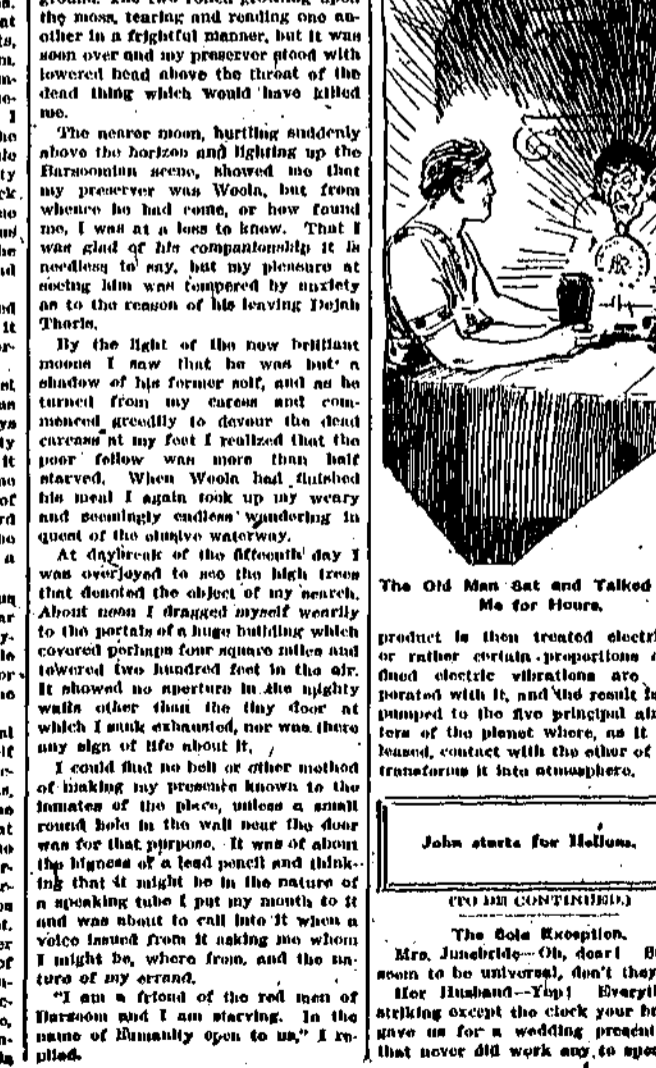 ground. The two rolled growling upon
the moss, tearing and rending one an-
other in a frightful manner, but it was
soon over and my preserver stood with
lowered head above the throat of the
dead thing which would have killed
me.
The nearer moon, hurtling suddenly
above the horizon and lighting up the
Barsoomian scene, showed me that
my preserver was Woola, but from
whence he had come, or how found
me, I was at a loss to know. That I
was glad of his companionship it is
needless to say, but my pleasure at
seeing him was tempered by anxiety
as to the reason of his leaving Dejah
Thoris.
By the light of the now brilliant
moons I saw that he was but a
shadow of his former self, and as he
turned from my caress and com-
menced greedily to devour the dead
carcass at my feet I realized that the
poor fellow was more than half
starved. When Woola had finished
his meal I again took up my weary
and seemingly endless wandering in
quest of the elusive waterway.
At daybreak of the fifteenth day I
was overjoyed to see the high trees
that denoted the object of my search.
About noon I dragged myself wearily
to the portals of a huge building which
covered perhaps four square miles and
towered two hundred feet in the air.
It showed no aperture in the mighty
walls other than the tiny door at
which I sank exhausted, nor was there
any sign of life about it.
I could find no bell or other method
of making my presence known to the
inmates of the place, unless a small
round hole in the wall near the door
was for that purpose. It was of about
the bigness of a lead pencil and think-
ing that it might be in the nature of
a speaking tube I put my mouth to it
and was about to call into it when a
voice issued from it asking me whom
I might be, where from, and the na-
ture of my errand.
"I am a friend of the red men of
Barsoom and I am starving. In the
name of Humanity open to us," I re-
plied.
The Old Man Sat and Talked
Me for Hours.
product is then treated electri
or rather certain proportions
fined electric vibrations are
porated with it, and the result is
pumped to the five principal air
ters of the planet where, as it
leased, contact with the ether of
transforms it into atmosphere.
John starts for Helium.
(TO BE CONTINUED.)
The Sole Exception.
Mrs. Junebride—Oh, dear!
seem to be universal, don't they
Her Husband—Yup! Everyt
striking except the clock your br
gave us for a wedding present
that never did work any to spe